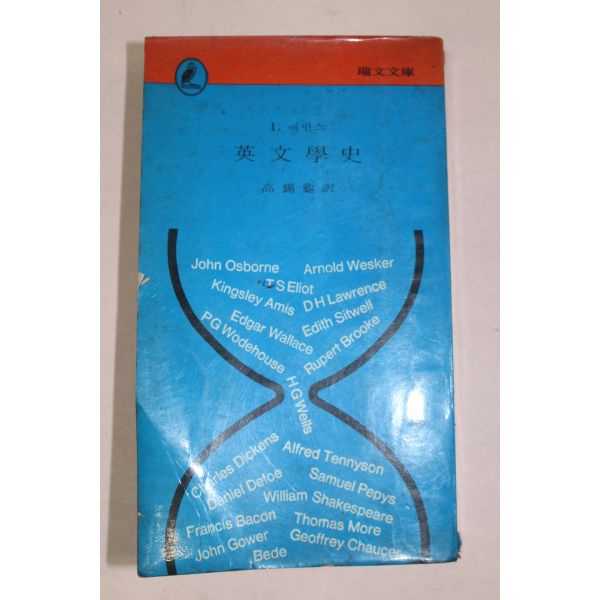 瑞文文庫
I. 에반스
英文學史
高錫龜 訳
John Osborne
Arnold Wesker
T S Eliot
Kingsley Amis
D H Lawrence
Edgar Wallace
Edith Sitwell
P G Wodehouse
Rupert Brooke
H G Wells
Charles Dickens
Alfred Tennyson
Daniel Defoe
Samuel Pepys
William Shakespeare
Francis Bacon
Thomas More
John Gower
Geoffrey Chaucer
Bede